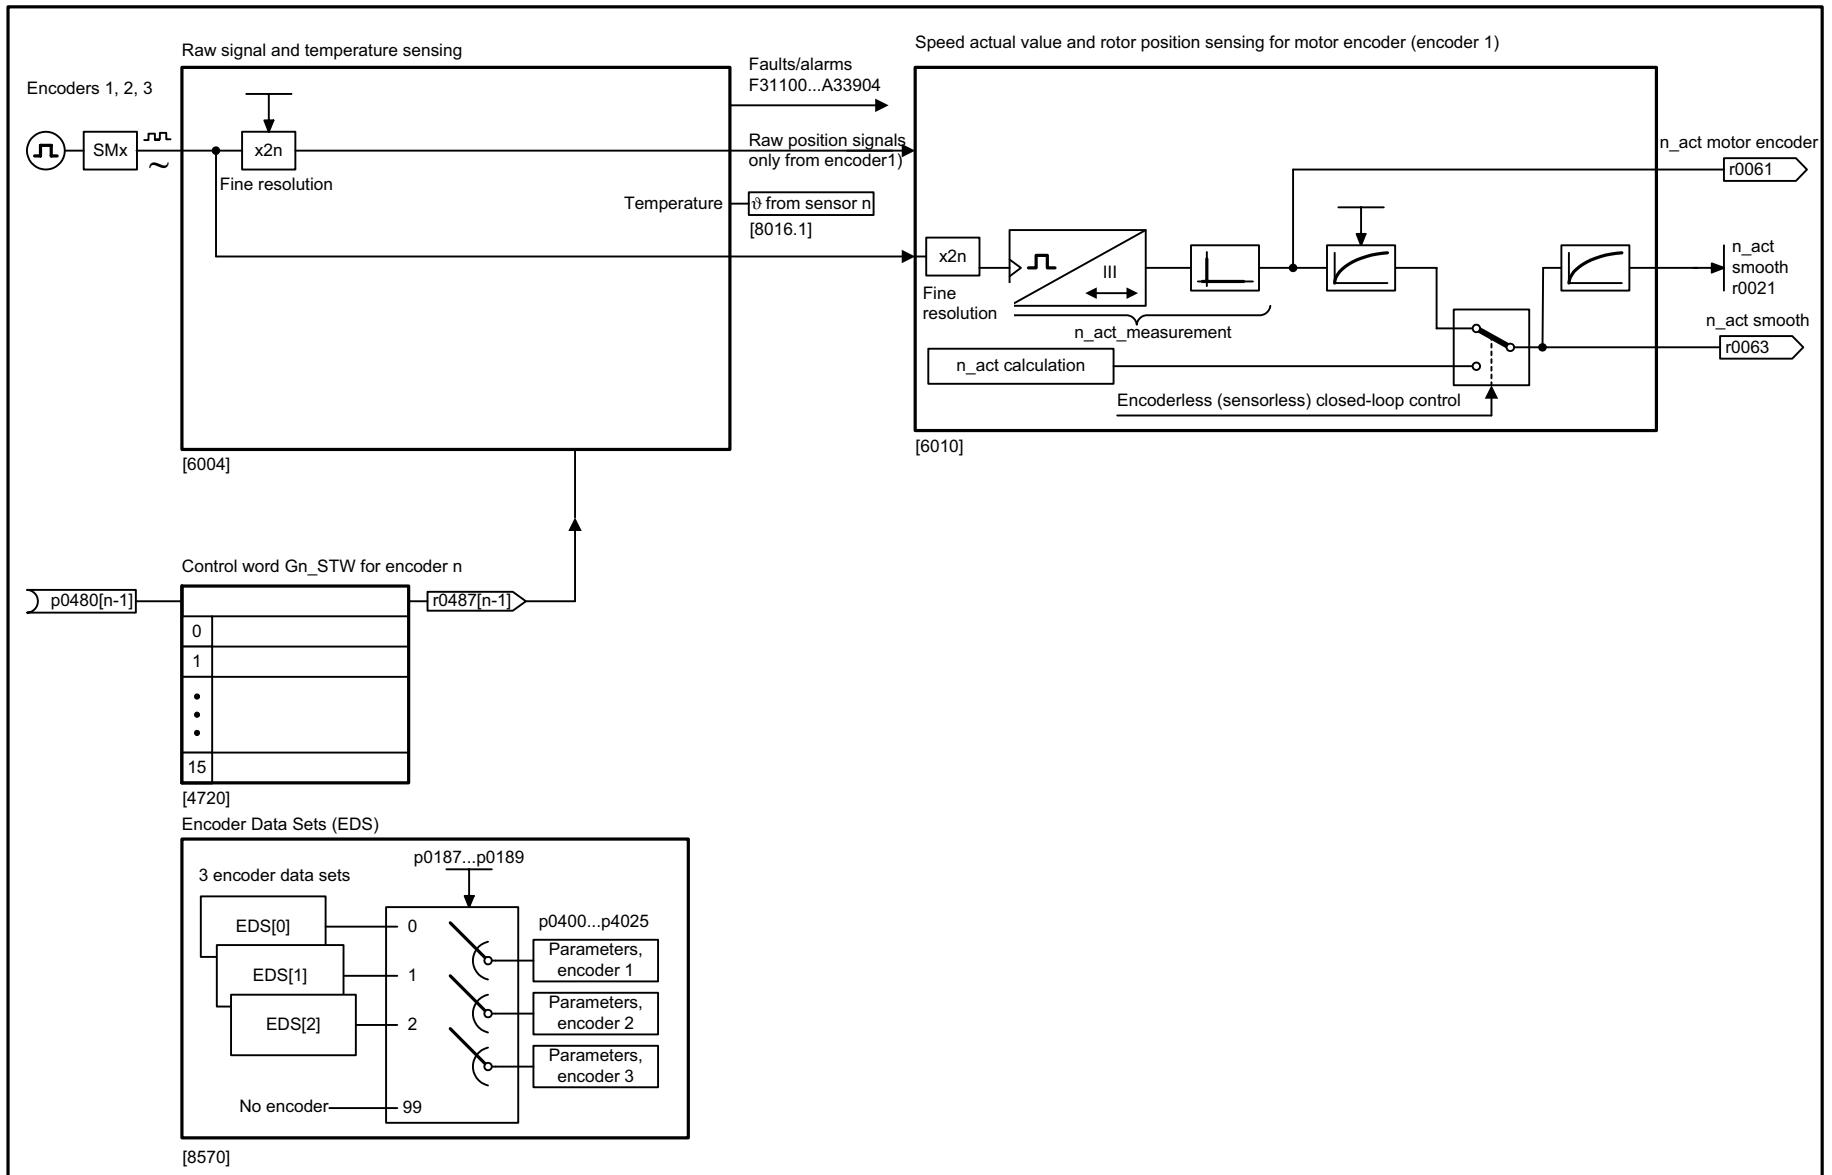 Raw signal and temperature sensing
Speed actual value and rotor position sensing for motor encoder (encoder 1)
Encoders 1, 2, 3
Faults/alarms
F31100...A33904
SMx
~
x2n
Fine resolution
Raw position signals
only from encoder1)
Temperature
ϑ from sensor n
[8016.1]
n_act motor encoder
r0061
x2n
Fine
resolution
III
n_act_measurement
n_act
smooth
r0021
n_act smooth
r0063
n_act calculation
Encoderless (sensorless) closed-loop control
[6004]
[6010]
Control word Gn_STW for encoder n
p0480[n-1]
r0487[n-1]
0
1
15
[4720]
Encoder Data Sets (EDS)
p0187...p0189
3 encoder data sets
EDS[0]
0
p0400...p4025
Parameters,
encoder 1
EDS[1]
1
Parameters,
encoder 2
EDS[2]
2
Parameters,
encoder 3
No encoder
99
[8570]